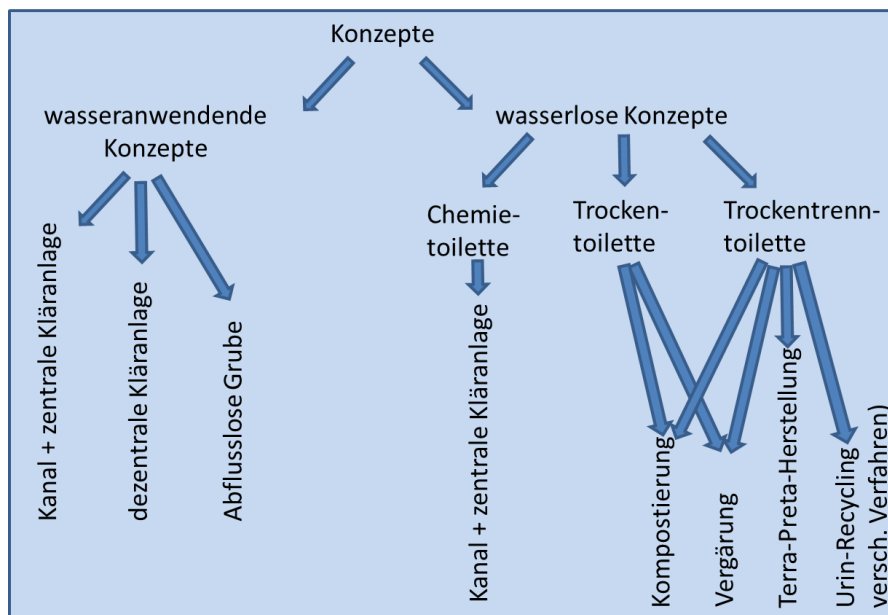 Konzepte
wasseranwendende
Konzepte
wasserlose Konzepte
Chemie-
toilette
Trocken-
toilette
Trockentrenn-
toilette
Kanal + zentrale Kläranlage
dezentrale Kläranlage
Abflusslose Grube
Kanal + zentrale Kläranlage
Kompostierung
Vergärung
Terra-Preta-Herstellung
Urin-Recycling
versch. Verfahren)